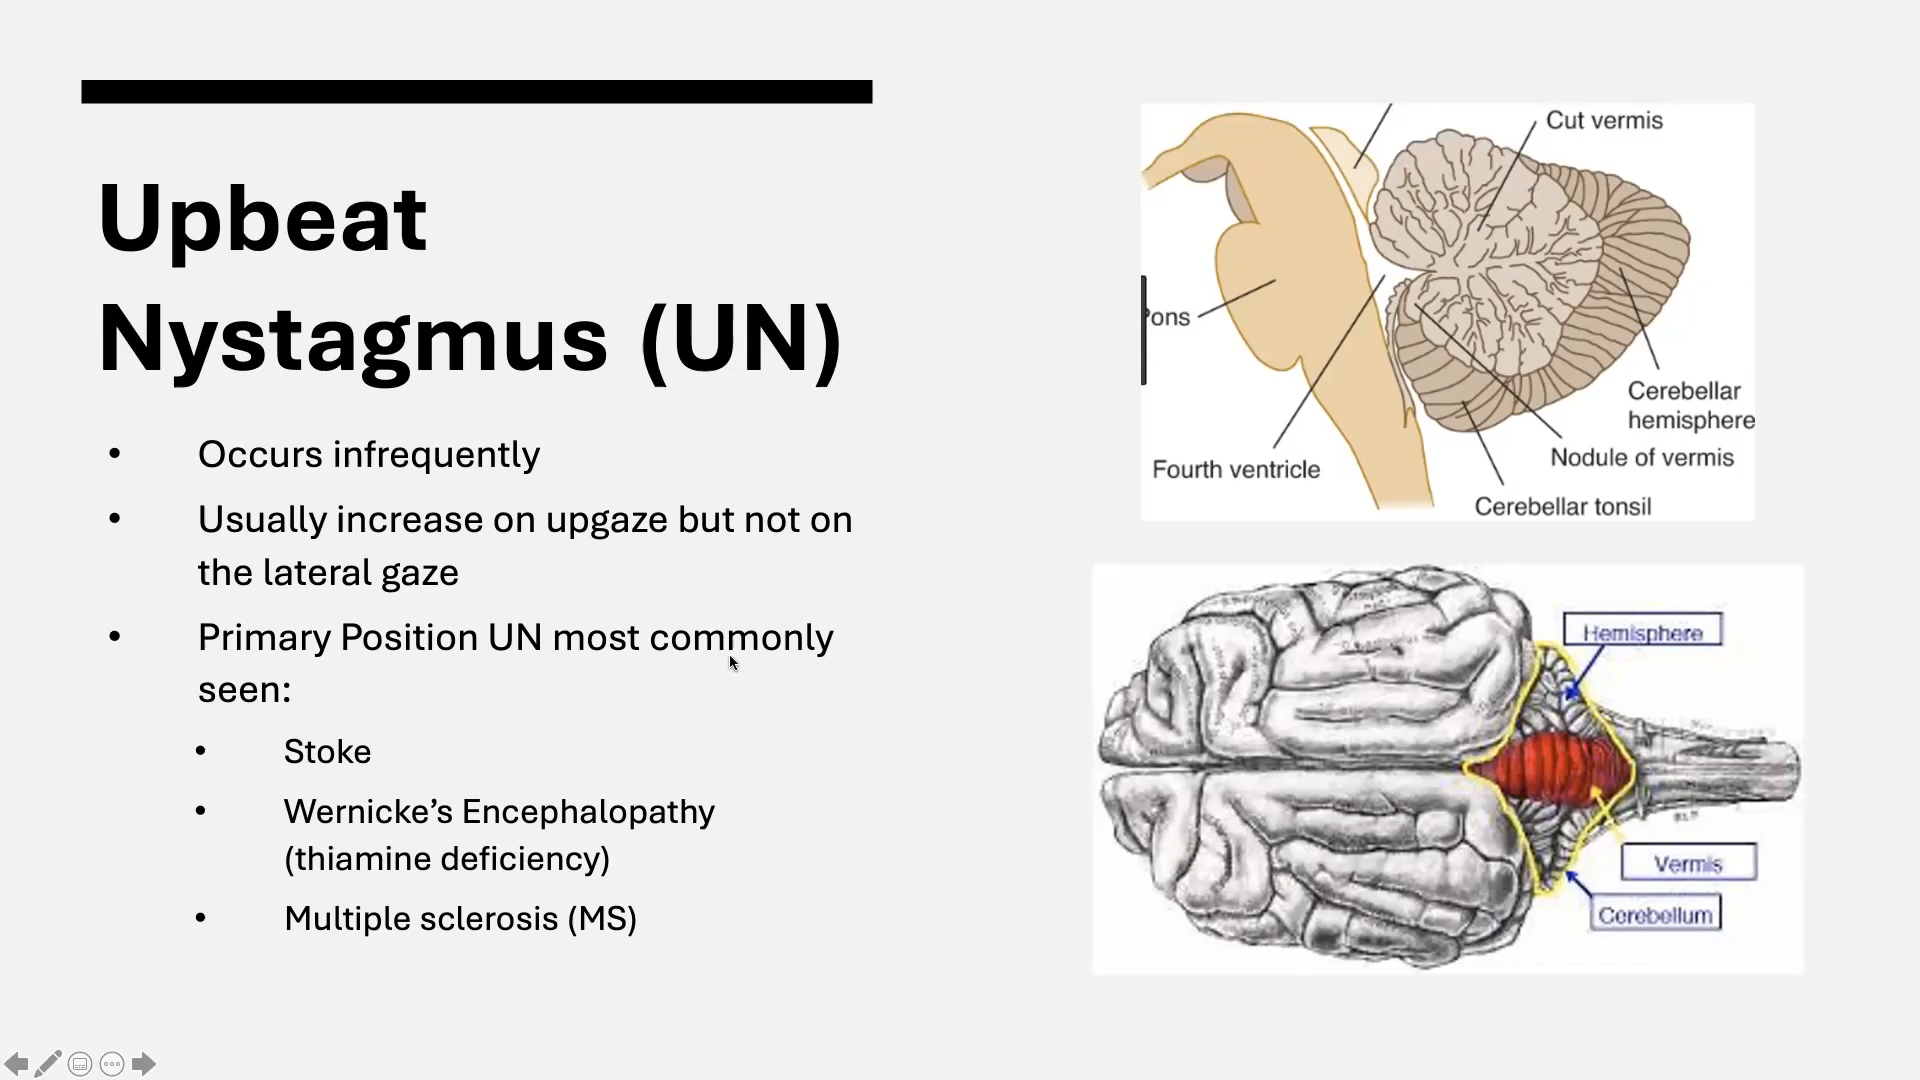 Upbeat
Nystagmus (UN)
• Occurs infrequently
• Usually increase on upgaze but not on
the lateral gaze
• Primary Position UN most commonly
seen:
• Stoke
• Wernicke’s Encephalopathy
(thiamine deficiency)
• Multiple sclerosis (MS)
Cut vermis
Pons
Cerebellar
hemisphere
Nodule of vermis
Fourth ventricle
Cerebellar tonsil
Hemisphere
Vermis
Cerebellum